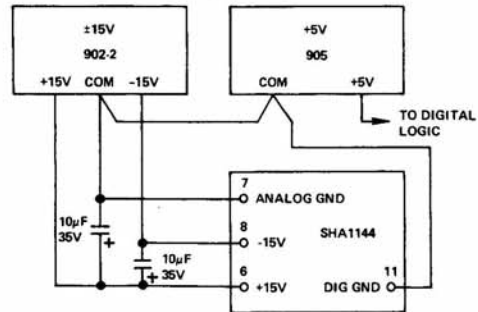 ±15V
902-2
+15V COM -15V
+5V
905
COM +5V
TO DIGITAL
LOGIC
7
ANALOG GND
8
-15V
SHA1144
6
+15V
11
DIG GND
10µF
35V
+
10µF
35V
+